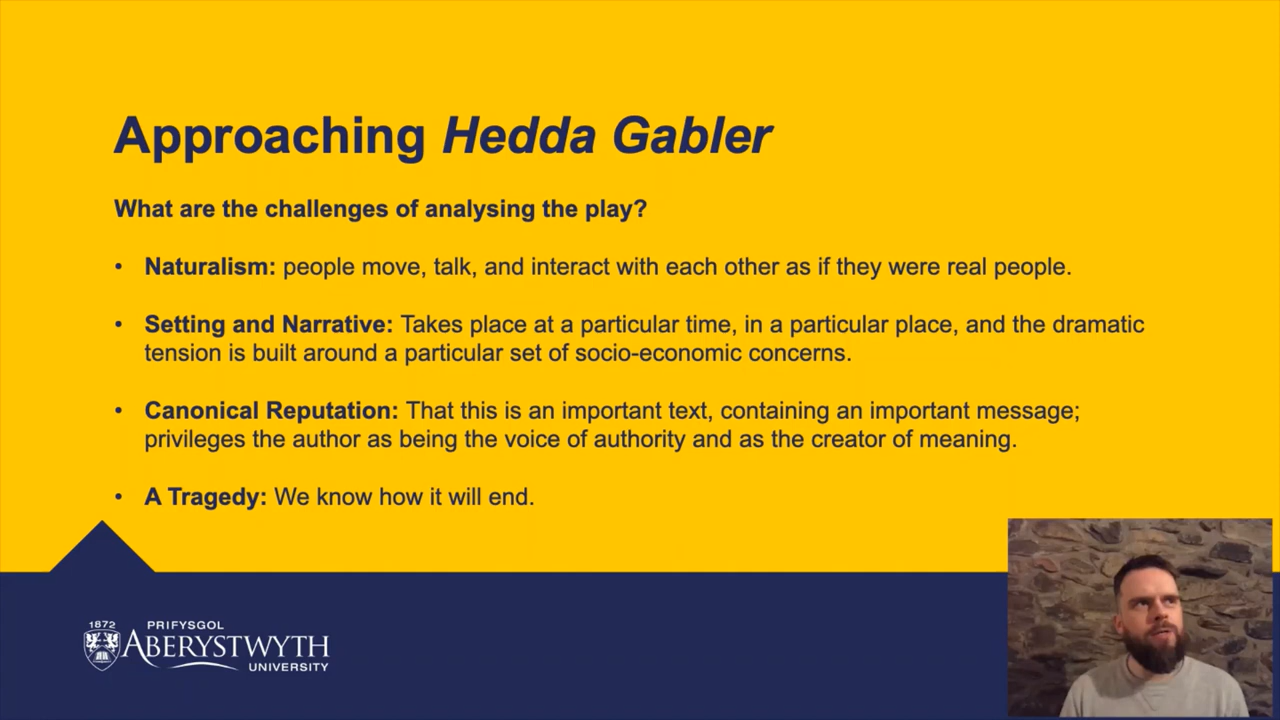 Approaching Hedda Gabler
What are the challenges of analysing the play?
• Naturalism: people move, talk, and interact with each other as if they were real people.
• Setting and Narrative: Takes place at a particular time, in a particular place, and the dramatic
tension is built around a particular set of socio-economic concerns.
• Canonical Reputation: That this is an important text, containing an important message;
privileges the author as being the voice of authority and as the creator of meaning.
• A Tragedy: We know how it will end.
1872 PRIFYSGOL
ABERYSTWYTH
UNIVERSITY